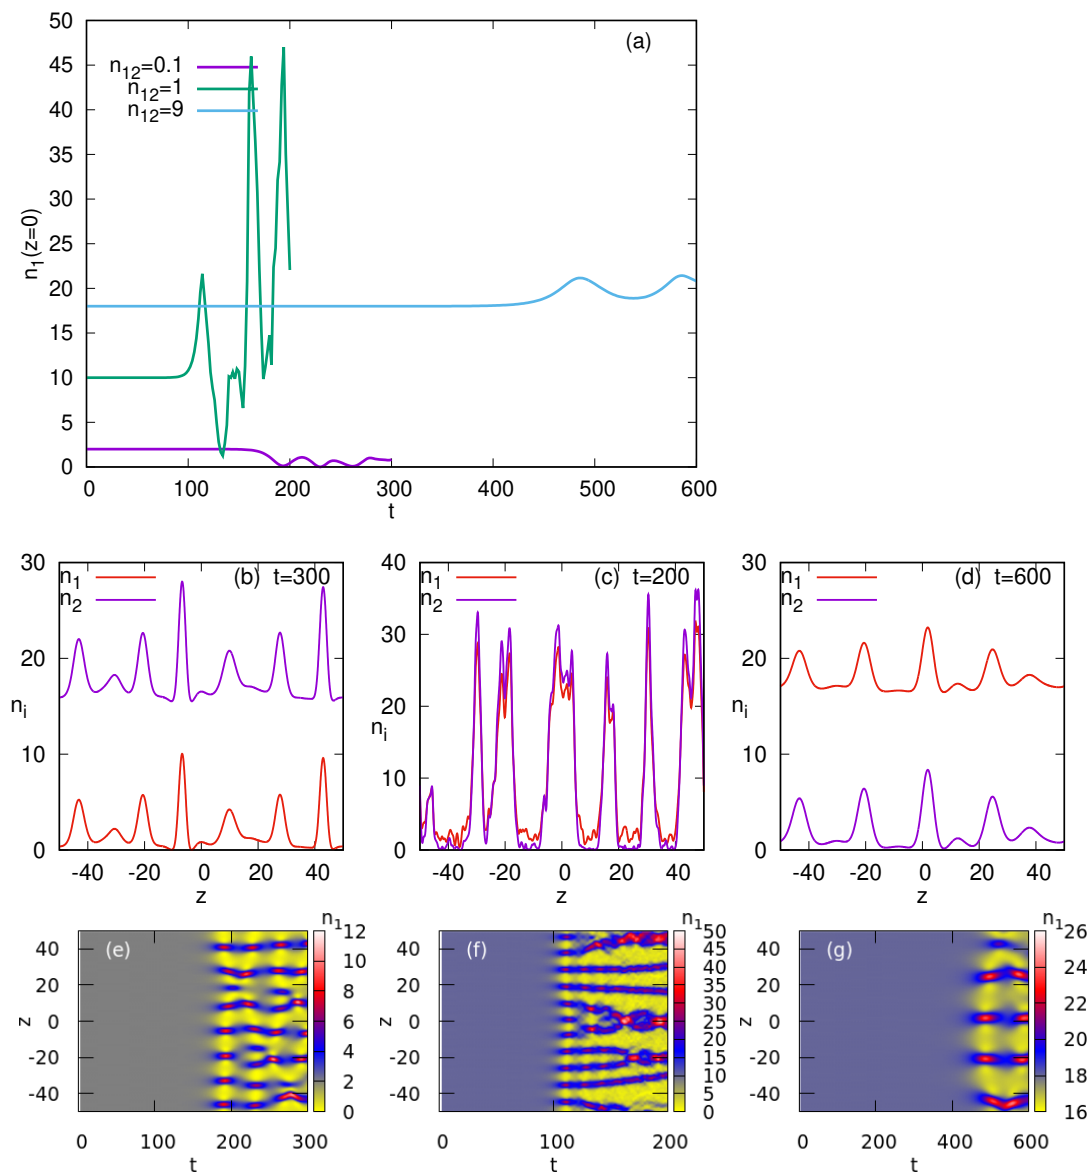 (a)
n12=0.1
n12=1
n12=9
50
45
40
35
30
25
20
15
10
5
0
n1(z=0)
0 100 200 300 400 500 600
t
(b) t=300
n1
n2
30
20
ni
10
0
-40 -20 0 20 40
z
(c) t=200
n1
n2
40
30
20
ni
10
0
-40 -20 0 20 40
z
(d) t=600
n1
n2
30
20
ni
10
0
-40 -20 0 20 40
z
(e)
40
20
0
-20
-40
z
0 100 200 300
t
n1
12
10
8
6
4
2
0
(f)
40
20
0
-20
-40
z
0 100 200
t
n1
50
45
40
35
30
25
20
15
10
5
0
(g)
40
20
0
-20
-40
z
0 200 400 600
t
n1
26
24
22
20
18
16